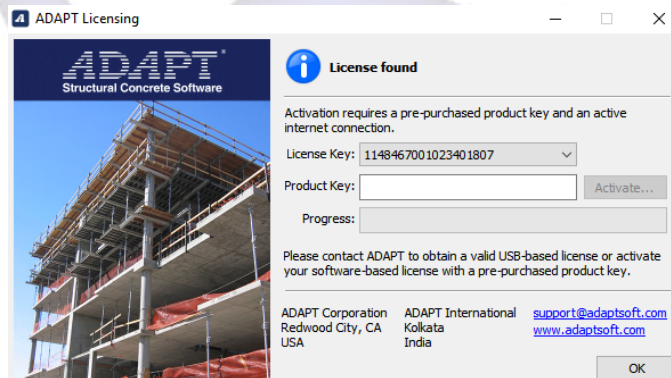 ADAPT Licensing
ADAPT
Structural Concrete Software
License found
Activation requires a pre-purchased product key and an active
internet connection.
License Key: 1148467001023401807
Product Key:
Activate...
Progress:
Please contact ADAPT to obtain a valid USB-based license or activate
your software-based license with a pre-purchased product key.
ADAPT Corporation ADAPT International support@adaptsoft.com
Redwood City, CA Kolkata www.adaptsoft.com
USA India
OK